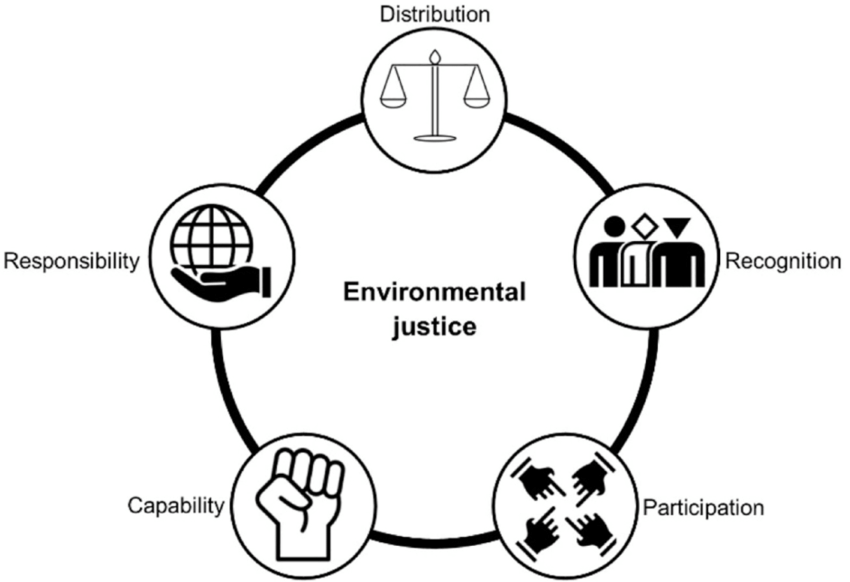 Distribution
Responsibility
Recognition
Environmental
justice
Capability
Participation